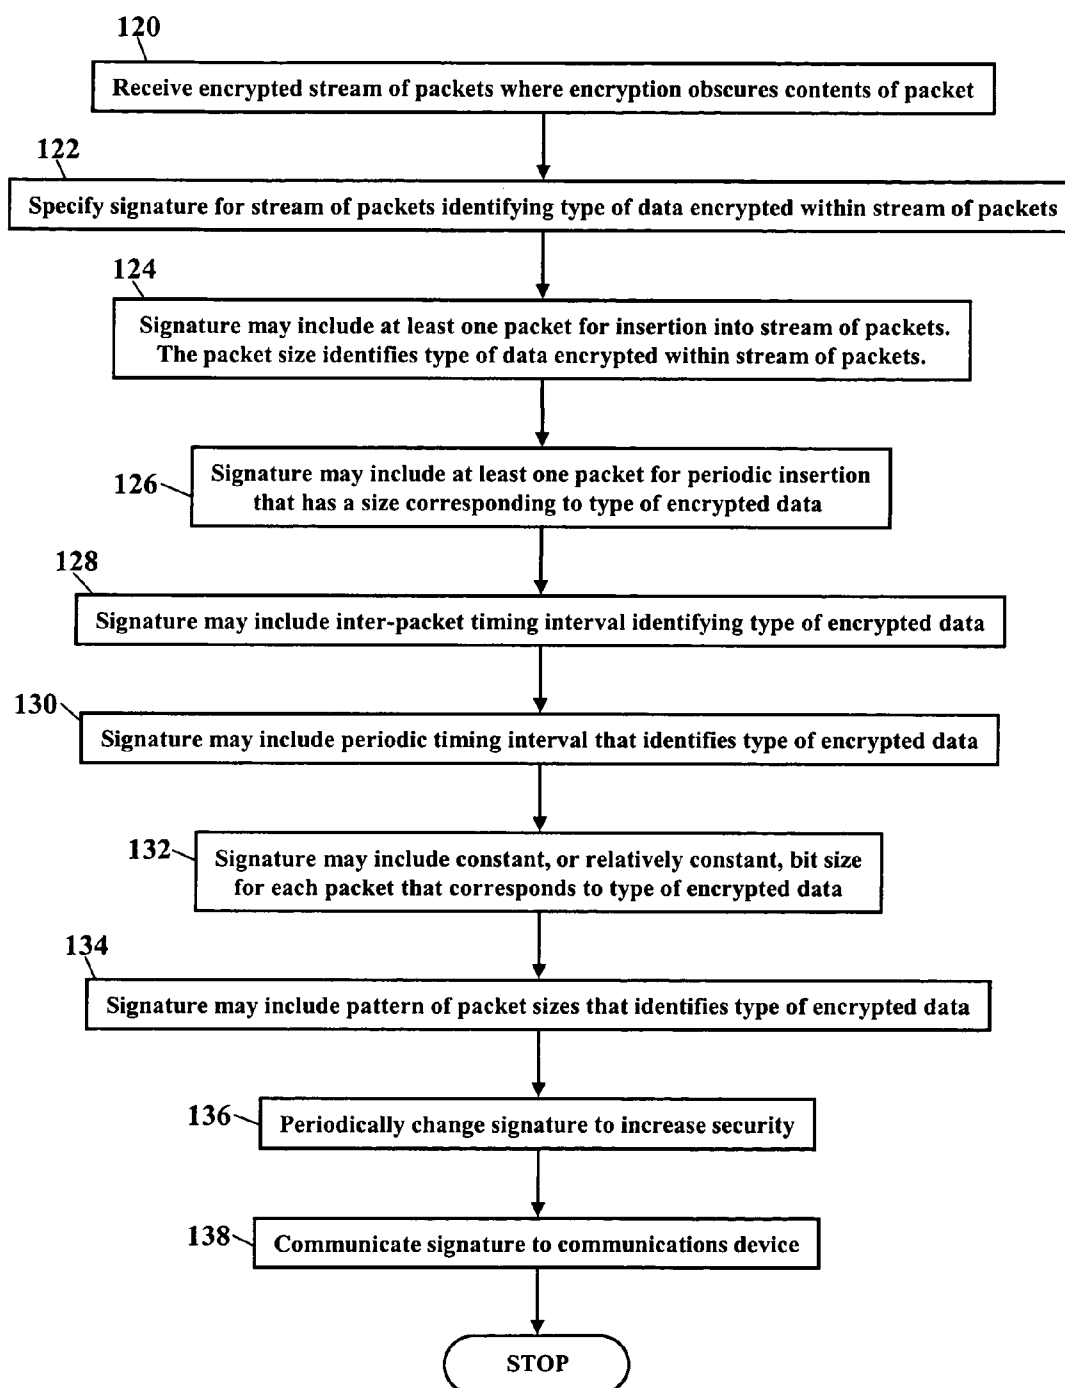 120
Receive encrypted stream of packets where encryption obscures contents of packet
122
Specify signature for stream of packets identifying type of data encrypted within stream of packets
124
Signature may include at least one packet for insertion into stream of packets.
The packet size identifies type of data encrypted within stream of packets.
126
Signature may include at least one packet for periodic insertion
that has a size corresponding to type of encrypted data
128
Signature may include inter-packet timing interval identifying type of encrypted data
130
Signature may include periodic timing interval that identifies type of encrypted data
132
Signature may include constant, or relatively constant, bit size
for each packet that corresponds to type of encrypted data
134
Signature may include pattern of packet sizes that identifies type of encrypted data
136
Periodically change signature to increase security
138
Communicate signature to communications device
STOP